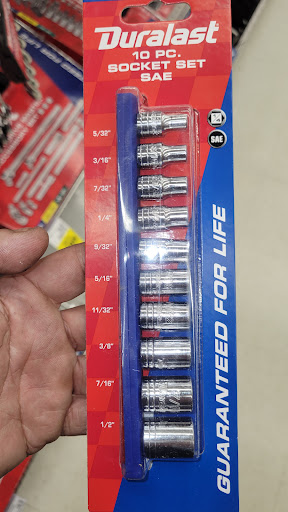 Duralast
10 PC.
SOCKET SET
SAE
5/32"
3/16"
7/32"
1/4"
9/32"
5/16"
11/32"
3/8"
7/16"
1/2"
SAE
GUARANTEED FOR LIFE